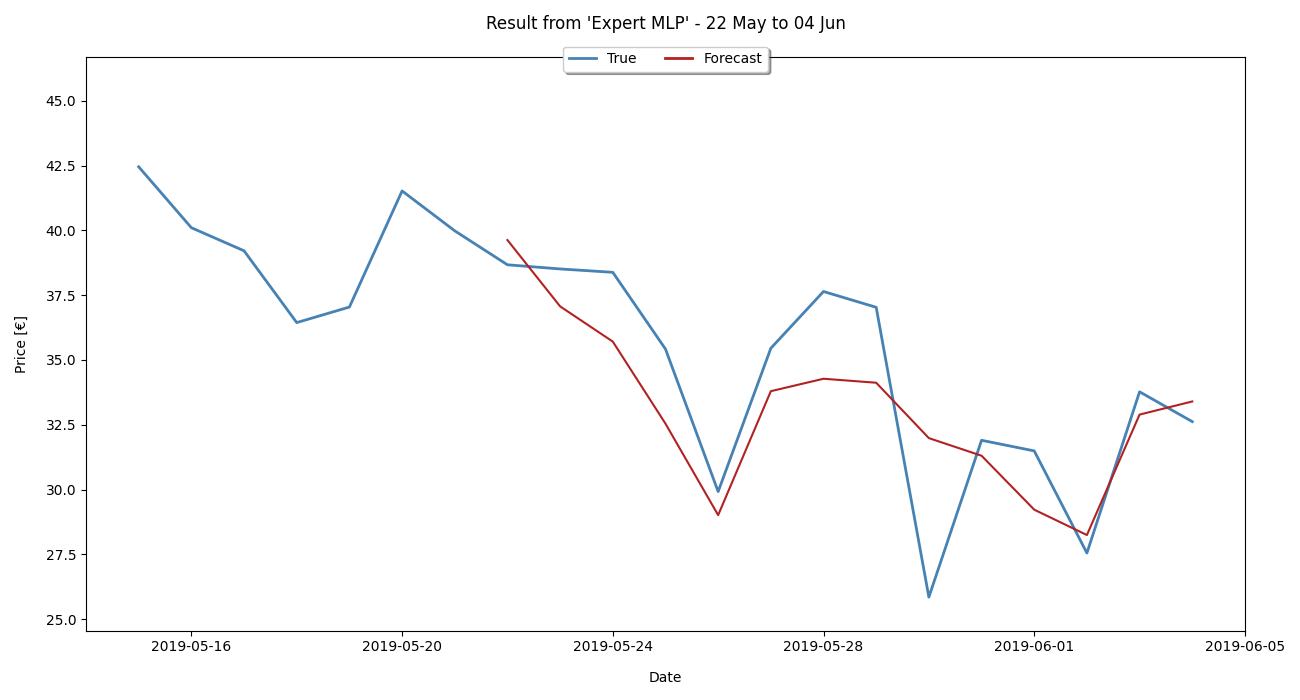 Result from 'Expert MLP' - 22 May to 04 Jun
True Forecast
45.0
42.5
40.0
37.5
35.0
32.5
30.0
27.5
25.0
Price [€]
2019-05-16 2019-05-20 2019-05-24 2019-05-28 2019-06-01 2019-06-05
Date